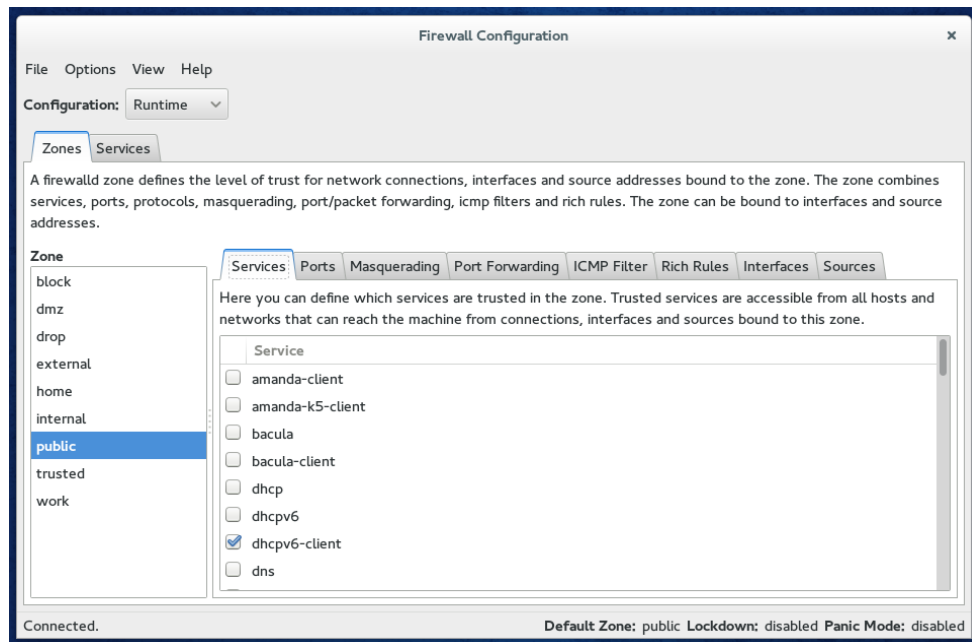 Firewall Configuration
File Options View Help
Configuration: Runtime
Zones Services
A firewalld zone defines the level of trust for network connections, interfaces and source addresses bound to the zone. The zone combines
services, ports, protocols, masquerading, port/packet forwarding, icmp filters and rich rules. The zone can be bound to interfaces and source
addresses.
Zone
block
dmz
drop
external
home
internal
public
trusted
work
Services Ports Masquerading Port Forwarding ICMP Filter Rich Rules Interfaces Sources
Here you can define which services are trusted in the zone. Trusted services are accessible from all hosts and
networks that can reach the machine from connections, interfaces and sources bound to this zone.
Service
amanda-client
amanda-k5-client
bacula
bacula-client
dhcp
dhcpv6
dhcpv6-client
dns
Connected.
Default Zone: public Lockdown: disabled Panic Mode: disabled